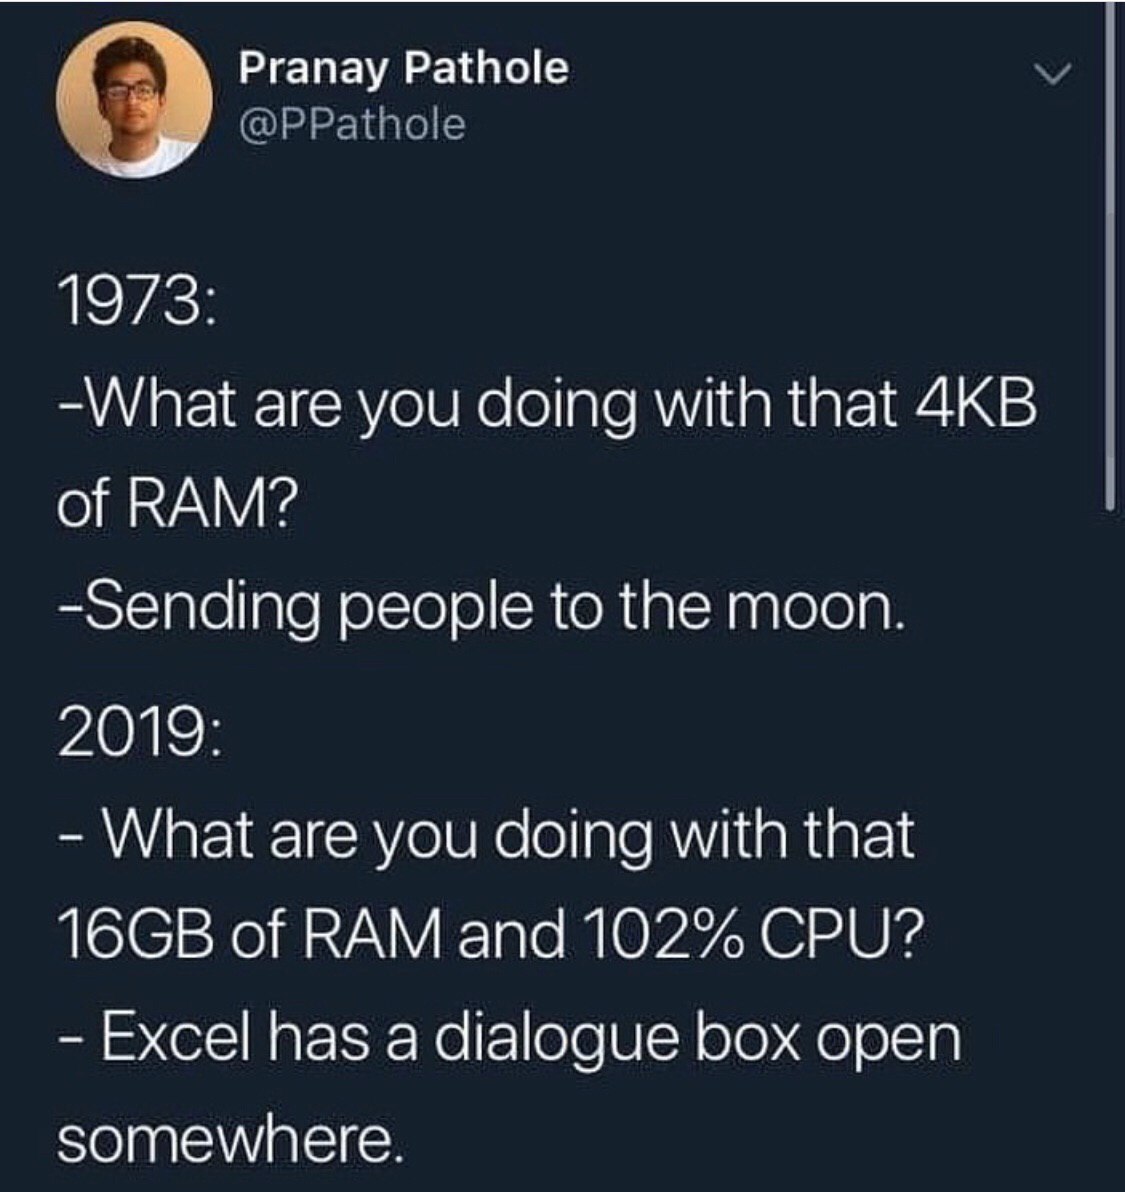 Pranay Pathole
@PPathole
1973:
-What are you doing with that 4KB
of RAM?
-Sending people to the moon.
2019:
- What are you doing with that
16GB of RAM and 102% CPU?
- Excel has a dialogue box open
somewhere.